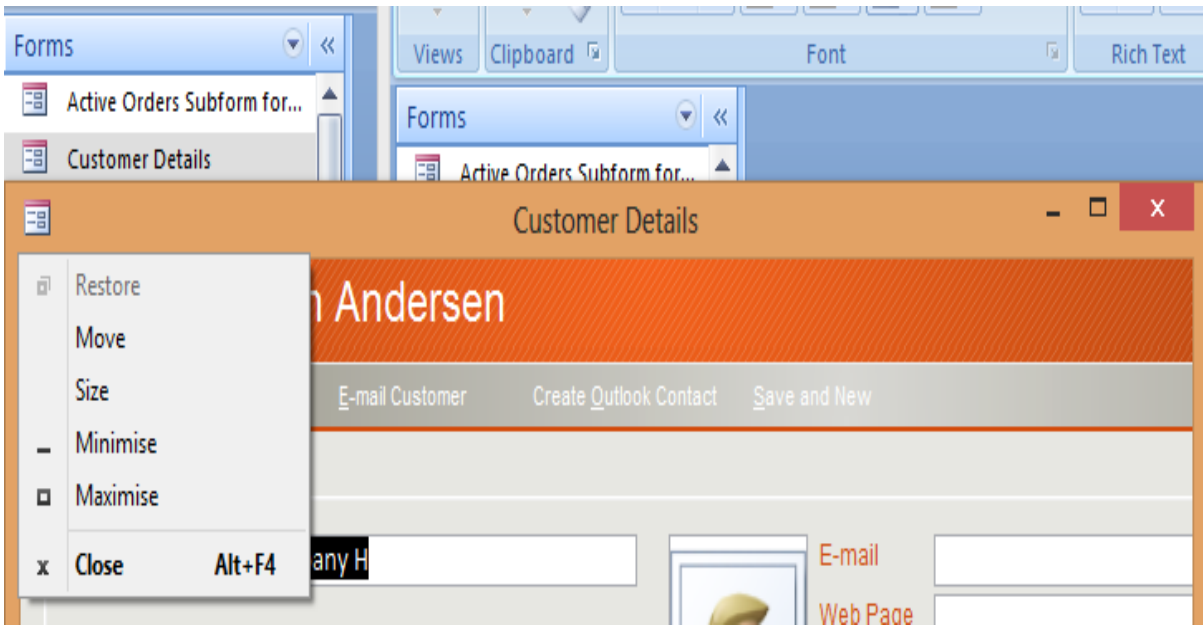 Forms
Active Orders Subform for...
Customer Details
Views Clipboard Font Rich Text
Forms
Active Orders Subform for...
Customer Details
Restore
Move
Size
Minimise
Maximise
Close Alt+F4
Andersen
E-mail Customer Create Outlook Contact Save and New
any H
E-mail
Web Page